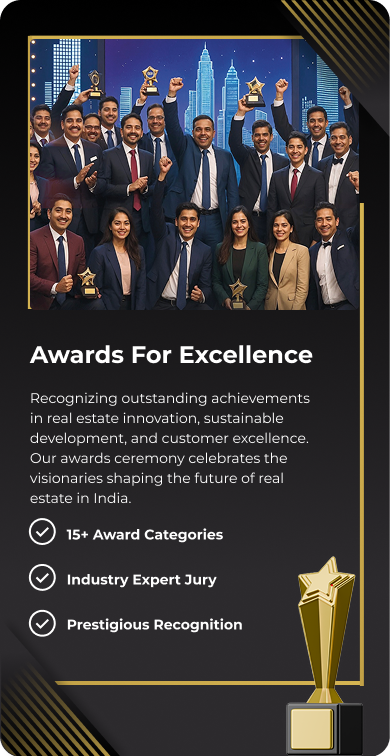 Awards For Excellence
Recognizing outstanding achievements
in real estate innovation, sustainable
development, and customer excellence.
Our awards ceremony celebrates the
visionaries shaping the future of real
estate in India.
15+ Award Categories
Industry Expert Jury
Prestigious Recognition